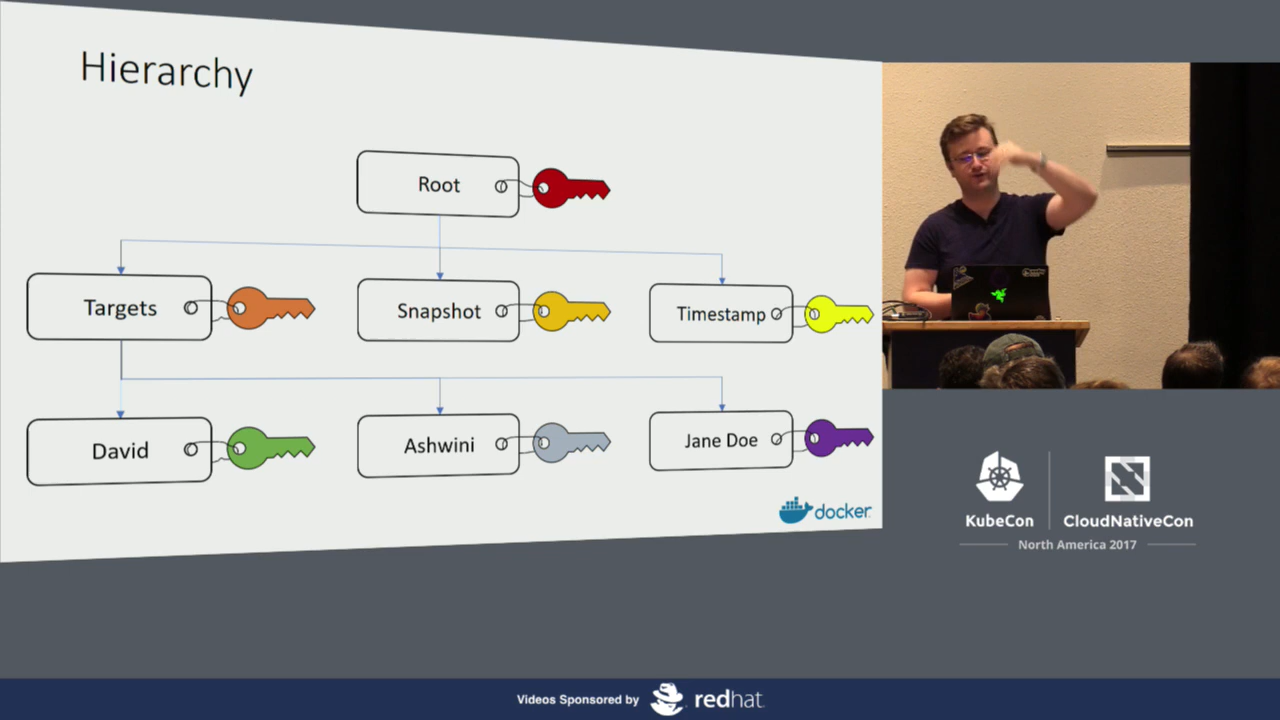 Hierarchy
Root
Targets
Snapshot
Timestamp
David
Ashwini
Jane Doe
docker
KubeCon
CloudNativeCon
North America 2017
Videos Sponsored by
redhat